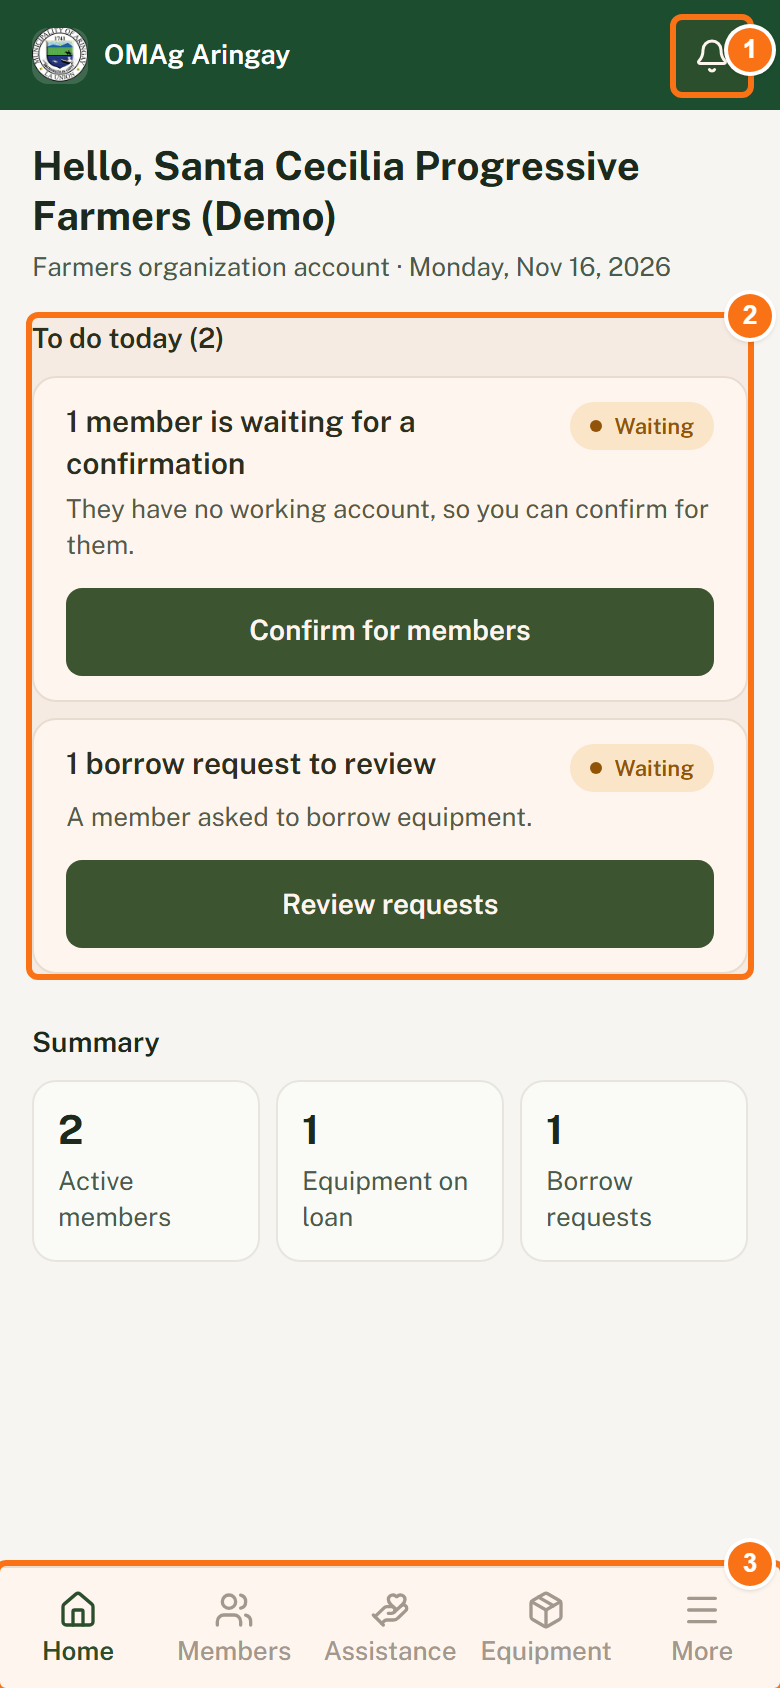 OMAg Aringay
1
Hello, Santa Cecilia Progressive
Farmers (Demo)
Farmers organization account · Monday, Nov 16, 2026
2
To do today (2)
1 member is waiting for a
confirmation
Waiting
They have no working account, so you can confirm for
them.
Confirm for members
1 borrow request to review
Waiting
A member asked to borrow equipment.
Review requests
Summary
2
Active
members
1
Equipment on
loan
1
Borrow
requests
3
Home
Members
Assistance
Equipment
More